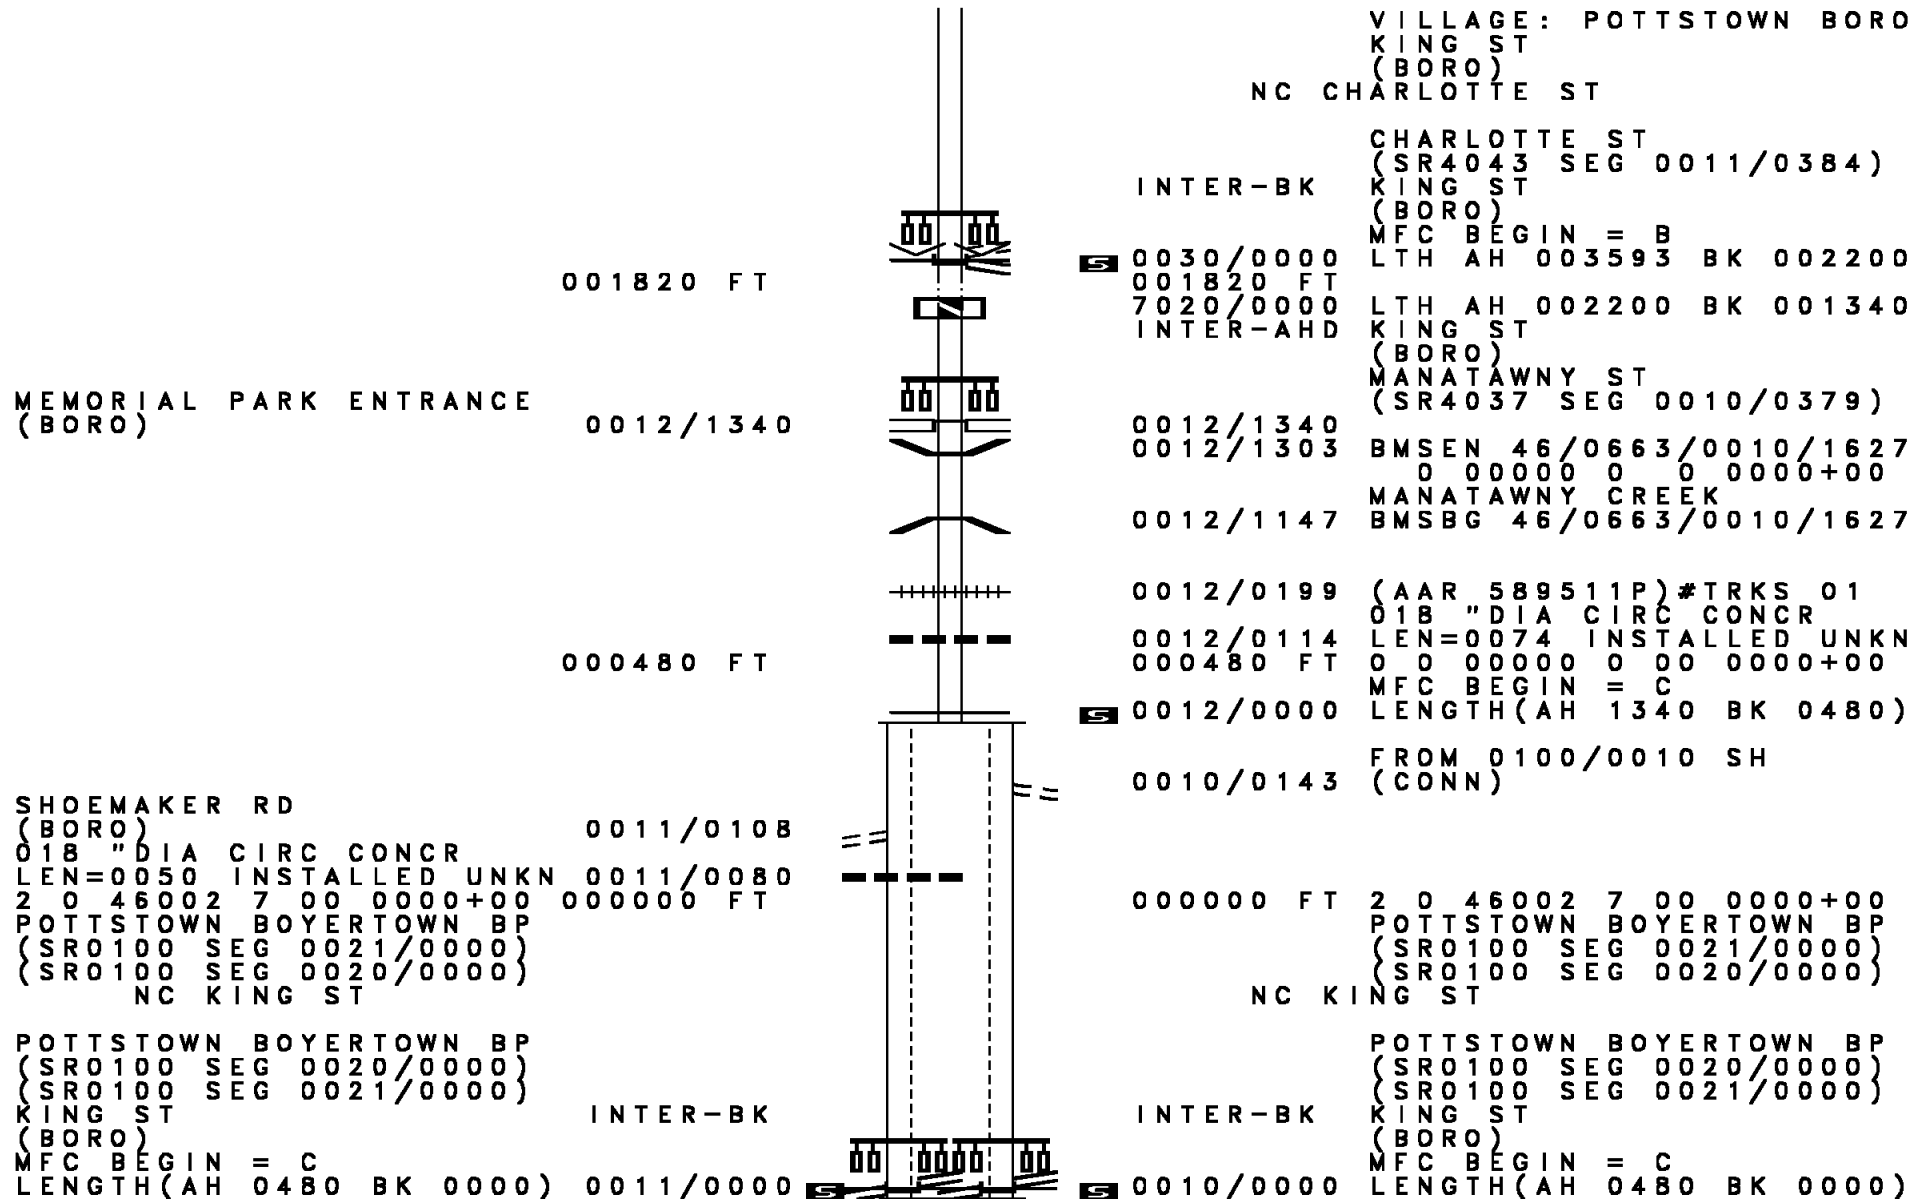 VILLAGE: POTTSTOWN BORO
KING ST
(BORO)
NC CHARLOTTE ST
CHARLOTTE ST
(SR4043 SEG 0011/0384)
INTER-BK KING ST
(BORO)
MFC BEGIN = B
S 0030/0000 LTH AH 003593 BK 002200
001820 FT 001820 FT
7020/0000 LTH AH 002200 BK 001340
INTER-AHD KING ST
(BORO)
MANATAWNY ST
MEMORIAL PARK ENTRANCE (SR4037 SEG 0010/0379)
(BORO) 0012/1340 0012/1340
0012/1303 BMSEN 46/0663/0010/1627
0 00000 0 0 0000+00
MANATAWNY CREEK
0012/1147 BMSBG 46/0663/0010/1627
0012/0199 (AAR 589511P)#TRKS 01
018 "DIA CIRC CONCR
0012/0114 LEN=0074 INSTALLED UNKN
000480 FT 000480 FT 0 0 00000 0 00 0000+00
MFC BEGIN = C
S 0012/0000 LENGTH(AH 1340 BK 0480)
FROM 0100/0010 SH
0010/0143 (CONN)
SHOEMAKER RD
(BORO) 0011/0108
018 "DIA CIRC CONCR
LEN=0050 INSTALLED UNKN 0011/0080
2 0 46002 7 00 0000+00 000000 FT 000000 FT 2 0 46002 7 00 0000+00
POTTSTOWN BOYERTOWN BP POTTSTOWN BOYERTOWN BP
(SR0100 SEG 0021/0000) (SR0100 SEG 0021/0000)
(SR0100 SEG 0020/0000) (SR0100 SEG 0020/0000)
NC KING ST NC KING ST
POTTSTOWN BOYERTOWN BP POTTSTOWN BOYERTOWN BP
(SR0100 SEG 0020/0000) (SR0100 SEG 0020/0000)
(SR0100 SEG 0021/0000) (SR0100 SEG 0021/0000)
KING ST INTER-BK INTER-BK KING ST
(BORO) (BORO)
MFC BEGIN = C MFC BEGIN = C
LENGTH(AH 0480 BK 0000) 0011/0000 S S 0010/0000 LENGTH(AH 0480 BK 0000)